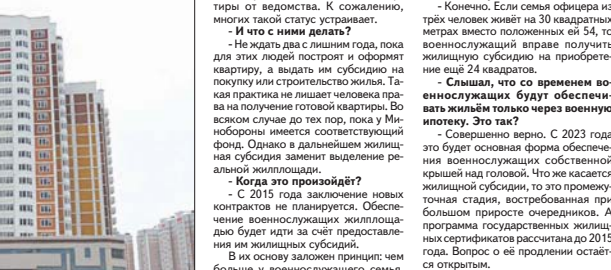 тиры от ведомства. К сожалению,
многих такой статус устраивает.
- И что с ними делать?
- Не ждать два с лишним года, пока
для этих людей построят и оформят
квартиру, а выдать им субсидию на
покупку или строительство жилья. Та-
кая практика не лишает человека пра-
ва на получение готовой квартиры. Во
всяком случае до тех пор, пока у Ми-
нобороны имеется соответствующий
фонд. Однако в дальнейшем жилищ-
ная субсидия заменит выделение ре-
альной жилплощади.
- Когда это произойдёт?
- С 2015 года заключение новых
контрактов не планируется. Обеспе-
чение военнослужащих жилплоща-
дью будет идти за счёт предоставле-
ния им жилищных субсидий.
В их основу заложен принцип: чем
больше у военнослужащего семья,
- Конечно. Если семья офицера из
трёх человек живёт на 30 квадратных
метрах вместо положенных ей 54, то
военнослужащий вправе получить
жилищную субсидию на приобрете-
ние ещё 24 квадратов.
- Слышал, что со временем во-
еннослужащих будут обеспечи-
вать жильём только через военную
ипотеку. Это так?
- Совершенно верно. С 2023 года
это будет основная форма обеспече-
ния военнослужащих собственной
крышей над головой. Что же касается
жилищной субсидии, то это промежу-
точная стадия, востребованная при
большом приросте очередников. А
программа государственных жилищ-
ных сертификатов рассчитана до 2015
года. Вопрос о её продлении остаёт-
ся открытым.